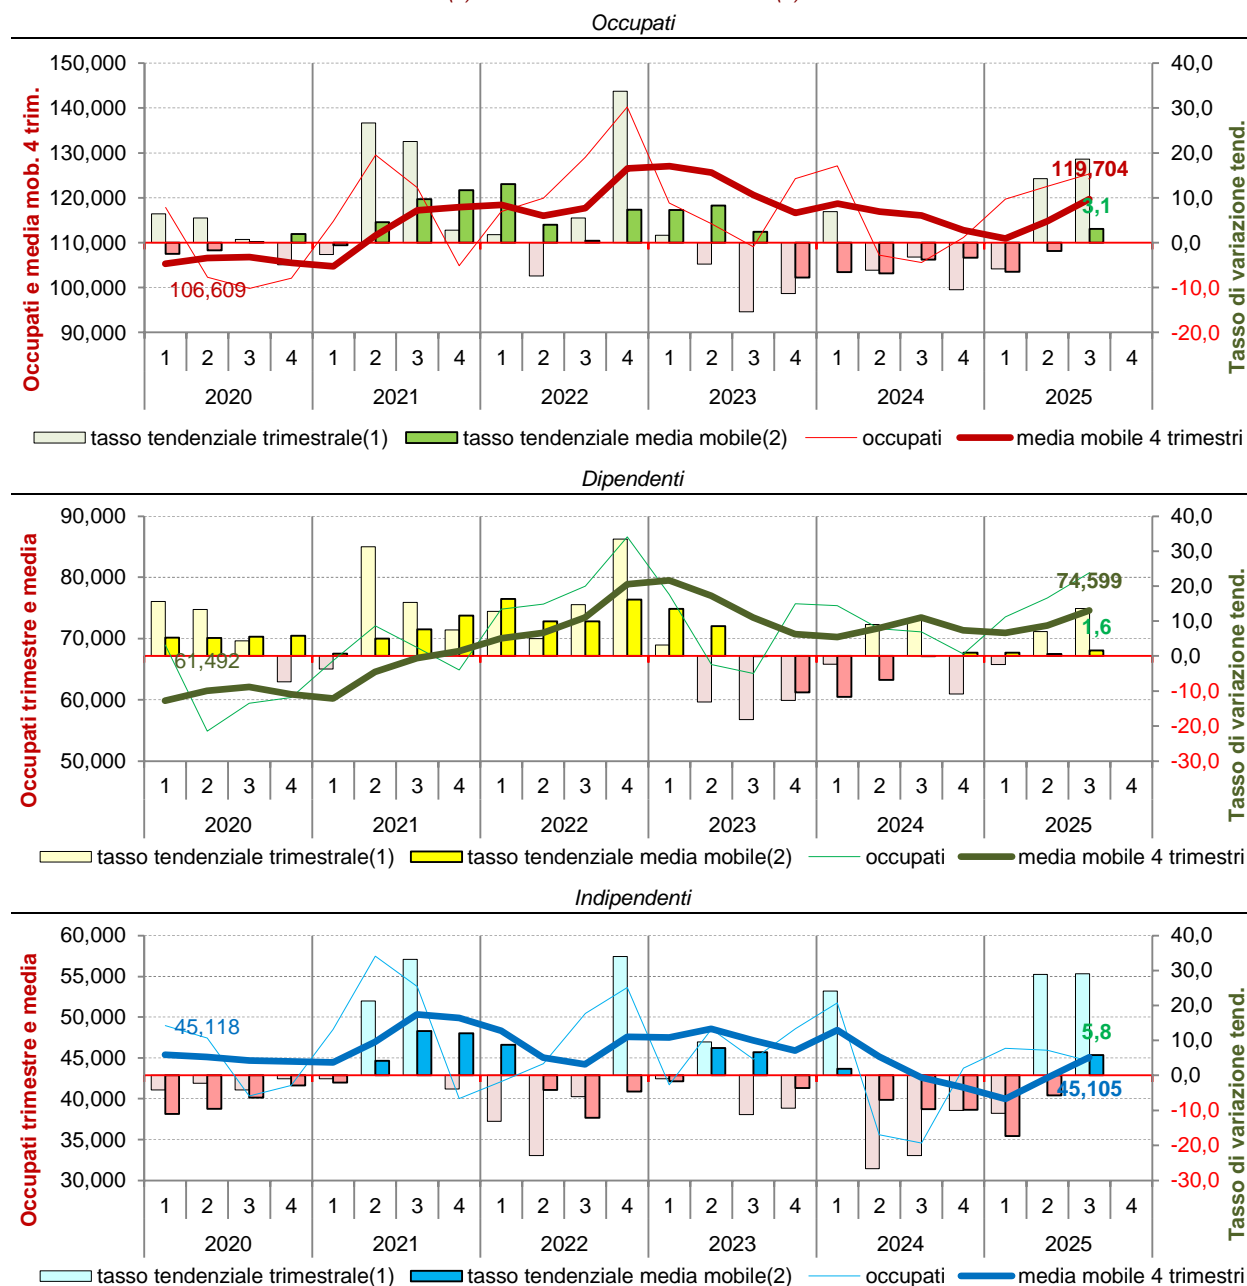 Occupati
Occupati e media mob. 4 trim.
Tasso di variazione tend.
150,000
140,000
130,000
120,000
110,000
100,000
90,000
40,0
30,0
20,0
10,0
0,0
-10,0
-20,0
106,609
119,704
3,1
1 2 3 4 1 2 3 4 1 2 3 4 1 2 3 4 1 2 3 4 1 2 3 4
2020 2021 2022 2023 2024 2025
tasso tendenziale trimestrale(1) tasso tendenziale media mobile(2) occupati media mobile 4 trimestri
Dipendenti
Occupati trimestre e media
Tasso di variazione tend.
90,000
80,000
70,000
60,000
50,000
40,0
30,0
20,0
10,0
0,0
-10,0
-20,0
-30,0
61,492
74,599
1,6
1 2 3 4 1 2 3 4 1 2 3 4 1 2 3 4 1 2 3 4 1 2 3 4
2020 2021 2022 2023 2024 2025
tasso tendenziale trimestrale(1) tasso tendenziale media mobile(2) occupati media mobile 4 trimestri
Indipendenti
Occupati trimestre e media
Tasso di variazione tend.
60,000
55,000
50,000
45,000
40,000
35,000
30,000
40,0
30,0
20,0
10,0
0,0
-10,0
-20,0
-30,0
45,118
5,8
45,105
1 2 3 4 1 2 3 4 1 2 3 4 1 2 3 4 1 2 3 4 1 2 3 4
2020 2021 2022 2023 2024 2025
tasso tendenziale trimestrale(1) tasso tendenziale media mobile(2) occupati media mobile 4 trimestri